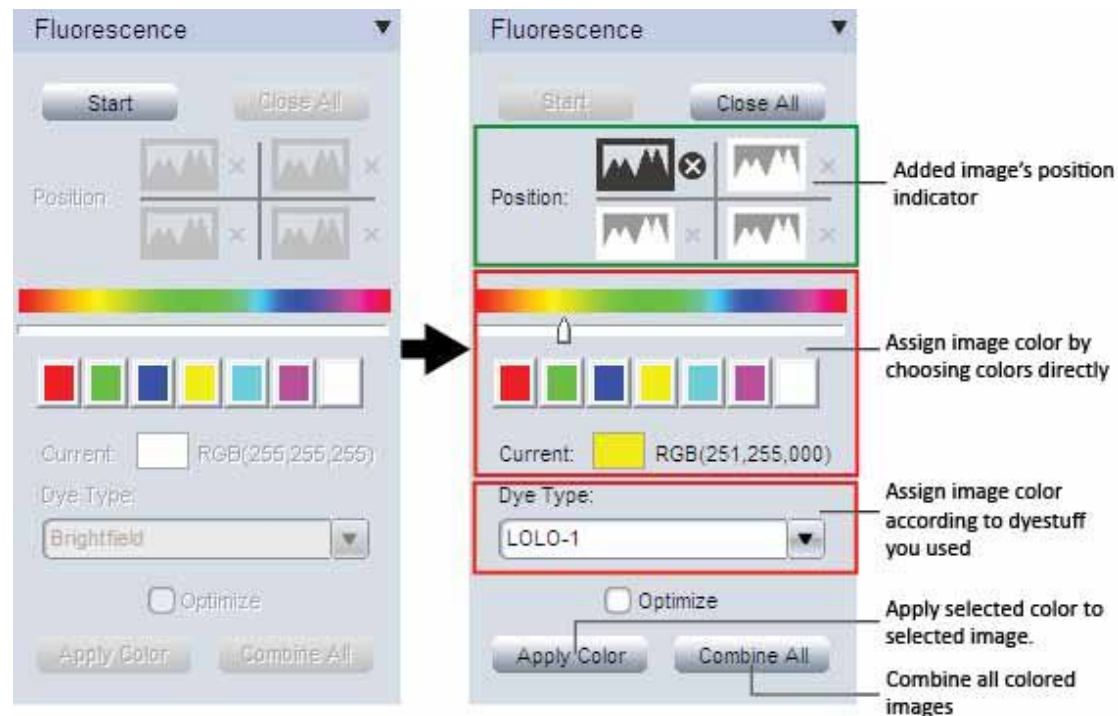 Fluorescence
Start
Close All
Position:
Current:
RGB(255,255,255)
Dye Type:
Brightfield
Optimize
Apply Color
Combine All
Fluorescence
Start
Close All
Position:
Current:
RGB(251,255,000)
Dye Type:
LOLO-1
Optimize
Apply Color
Combine All
Added image's position
indicator
Assign image color by
choosing colors directly
Assign image color
according to dyestuff
you used
Apply selected color to
selected image.
Combine all colored
images